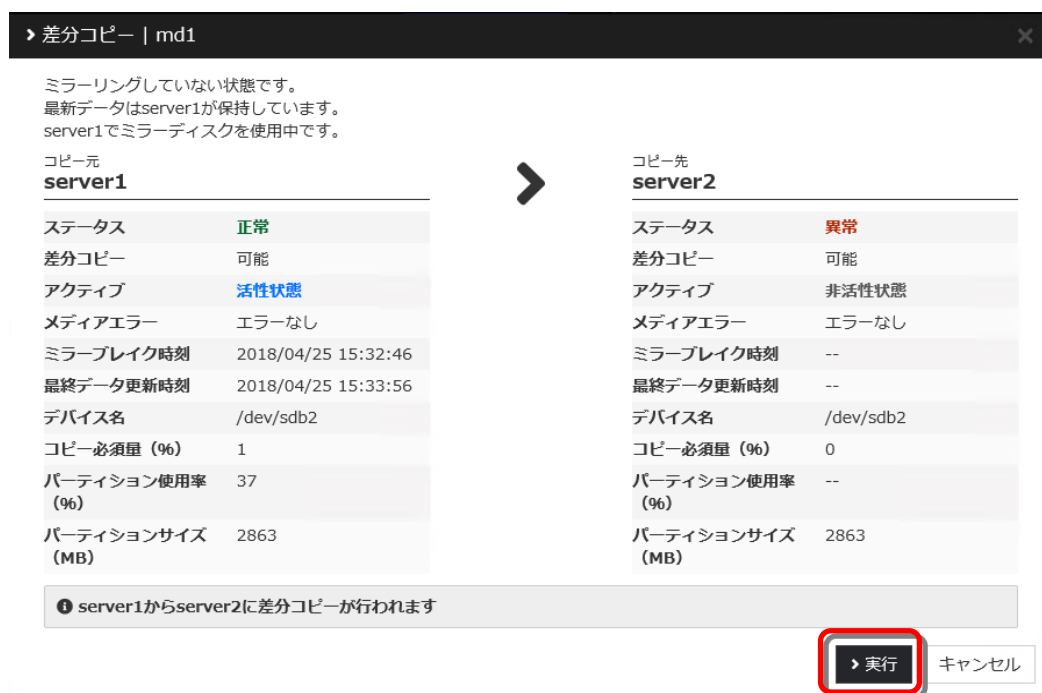 差分コピー | md1
ミラーリングしていない状態です。
最新データはserver1が保持しています。
server1でミラーディスクを使用中です。
コピー元
server1
ステータス 正常
差分コピー 可能
アクティブ 活性状態
メディアエラー エラーなし
ミラーブレイク時刻 2018/04/25 15:32:46
最終データ更新時刻 2018/04/25 15:33:56
デバイス名 /dev/sdb2
コピー必須量（%） 1
パーティション使用率 37
（%）
パーティションサイズ 2863
（MB）
コピー先
server2
ステータス 異常
差分コピー 可能
アクティブ 非活性状態
メディアエラー エラーなし
ミラーブレイク時刻 --
最終データ更新時刻 --
デバイス名 /dev/sdb2
コピー必須量（%） 0
パーティション使用率 --
（%）
パーティションサイズ 2863
（MB）
server1からserver2に差分コピーが行われます
実行
キャンセル